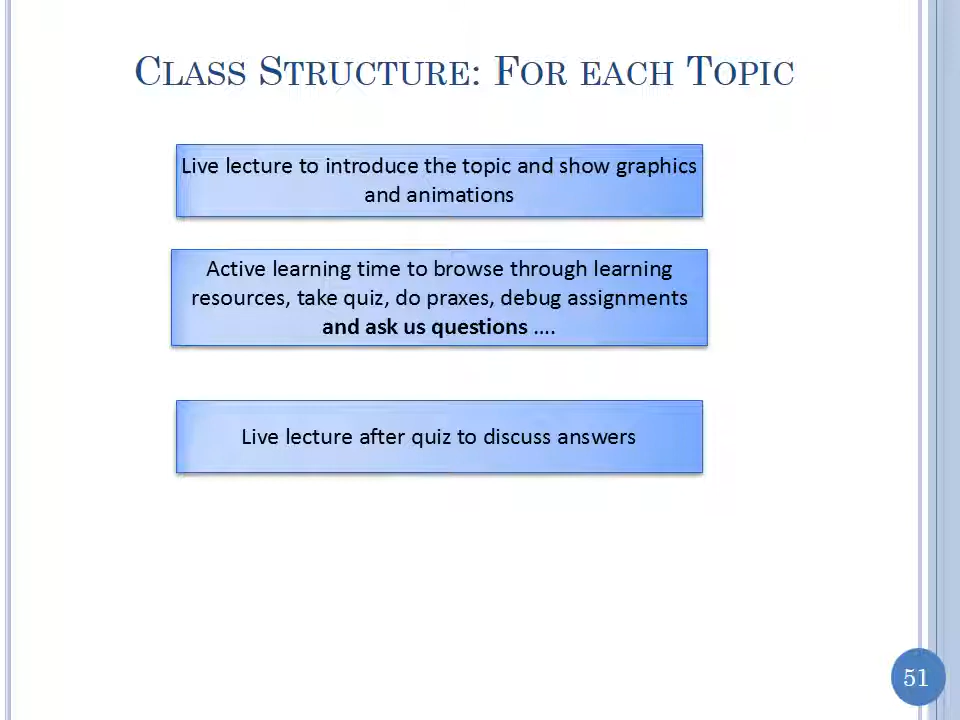 Class Structure: For each Topic
Live lecture to introduce the topic and show graphics
and animations
Active learning time to browse through learning
resources, take quiz, do praxes, debug assignments
and ask us questions ....
Live lecture after quiz to discuss answers
51